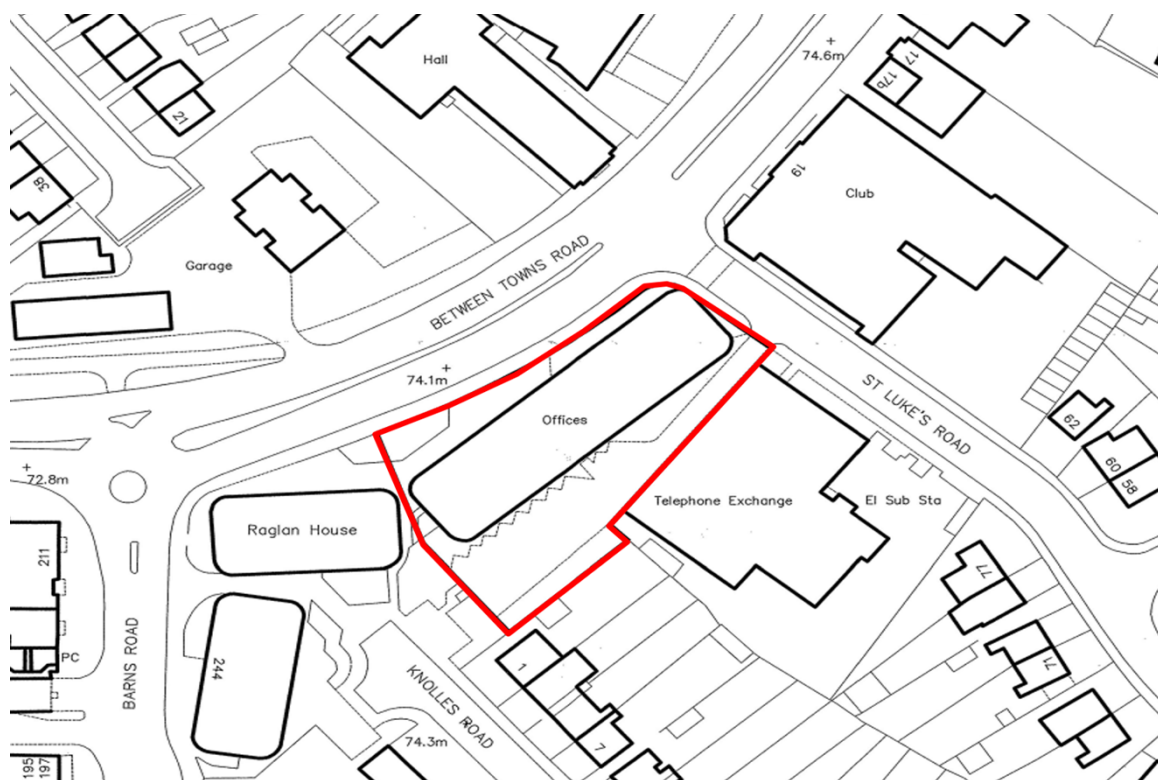 Hall
74.6m
17
17b
21
38
19
Club
Garage
BETWEEN TOWNS ROAD
74.1m
ST LUKE'S ROAD
62
Offices
60
58
72.8m
Telephone Exchange
El Sub Sta
Raglan House
211
77
71
PC
BARNS ROAD
244
1
KNOLLES ROAD
7
74.3m
195
197